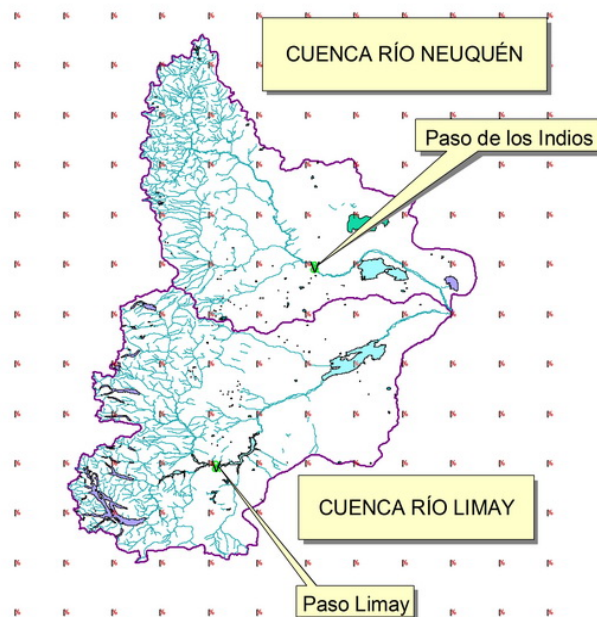 CUENCA RÍO NEUQUÉN
Paso de los Indios
CUENCA RÍO LIMAY
Paso Limay